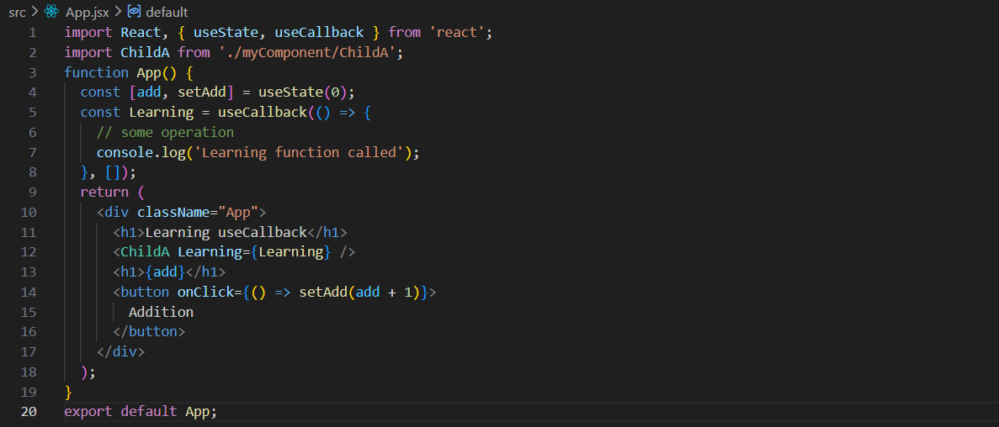 src > App.jsx > default
1 import React, { useState, useCallback } from 'react';
2 import ChildA from './myComponent/ChildA';
3 function App() {
4   const [add, setAdd] = useState(0);
5   const Learning = useCallback(() => {
6     // some operation
7     console.log('Learning function called');
8   }, []);
9   return (
10     <div className="App">
11       <h1>Learning useCallback</h1>
12       <ChildA Learning={Learning} />
13       <h1>{add}</h1>
14       <button onClick={() => setAdd(add + 1)}>
15         Addition
16       </button>
17     </div>
18   );
19 }
20 export default App;